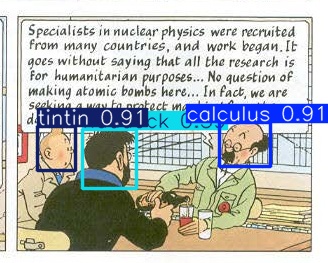 Specialists in nuclear physics were recruited
from many countries, and work began. It
goes without saying that all the research is
for humanitarian purposes... No question of
making atomic bombs here... In fact, we are
seeking a way to protect
tintin 0.91
calculus 0.91